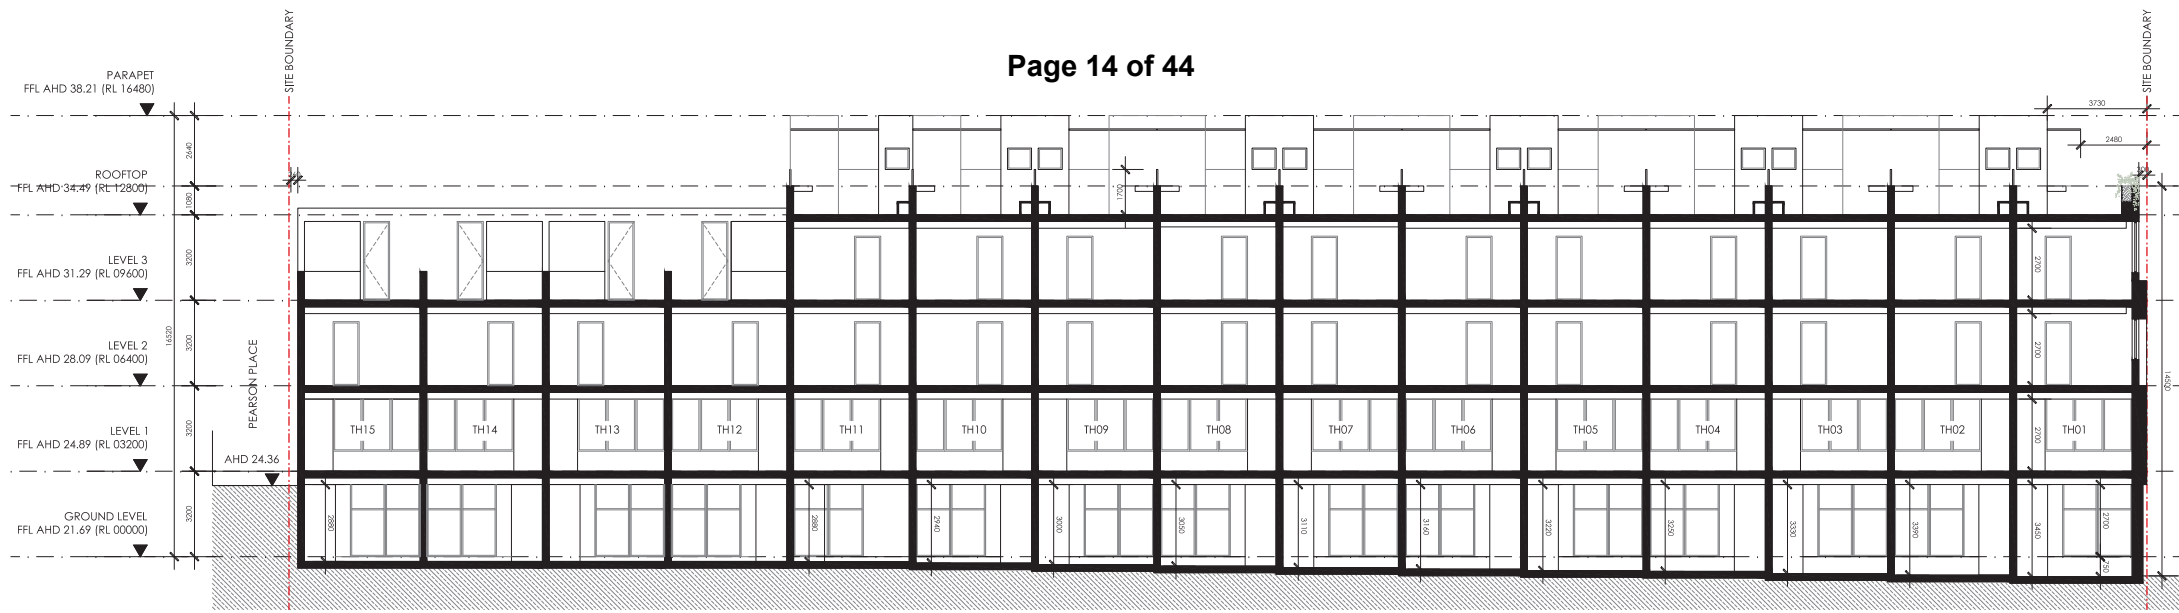 Page 14 of 44
SITE BOUNDARY
SITE BOUNDARY
PARAPET
FFL AHD 38.21 (RL 16480)
ROOFTOP
FFL AHD 34.49 (RL 12800)
LEVEL 3
FFL AHD 31.29 (RL 09600)
LEVEL 2
FFL AHD 28.09 (RL 06400)
LEVEL 1
FFL AHD 24.89 (RL 03200)
GROUND LEVEL
FFL AHD 21.69 (RL 00000)
16520
2640
1080
3200
3200
3200
3200
PEARSON PLACE
AHD 24.36
3730
2480
1700
2700
2700
2700
14500
TH15
TH14
TH13
TH12
TH11
TH10
TH09
TH08
TH07
TH06
TH05
TH04
TH03
TH02
TH01
2880
2880
2940
3000
3050
3110
3160
3220
3250
3330
3390
3450
2700
750